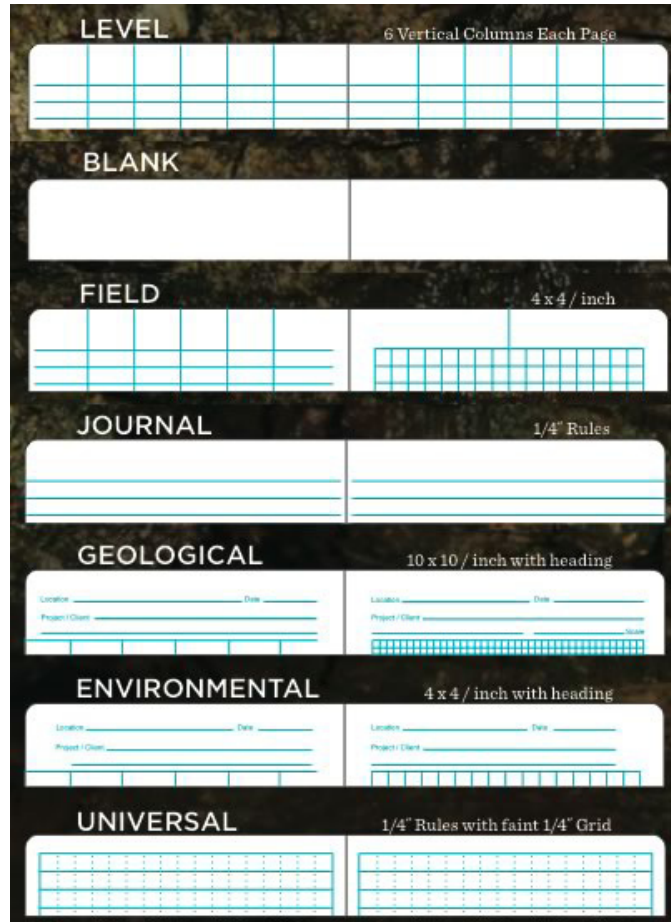 LEVEL 6 Vertical Columns Each Page
BLANK
FIELD 4 x 4 / inch
JOURNAL 1/4" Rules
GEOLOGICAL 10 x 10 / inch with heading
Location Date Location Date
Project / Client Project / Client
Scale
ENVIRONMENTAL 4 x 4 / inch with heading
Location Date Location Date
Project / Client Project / Client
UNIVERSAL 1/4" Rules with faint 1/4" Grid